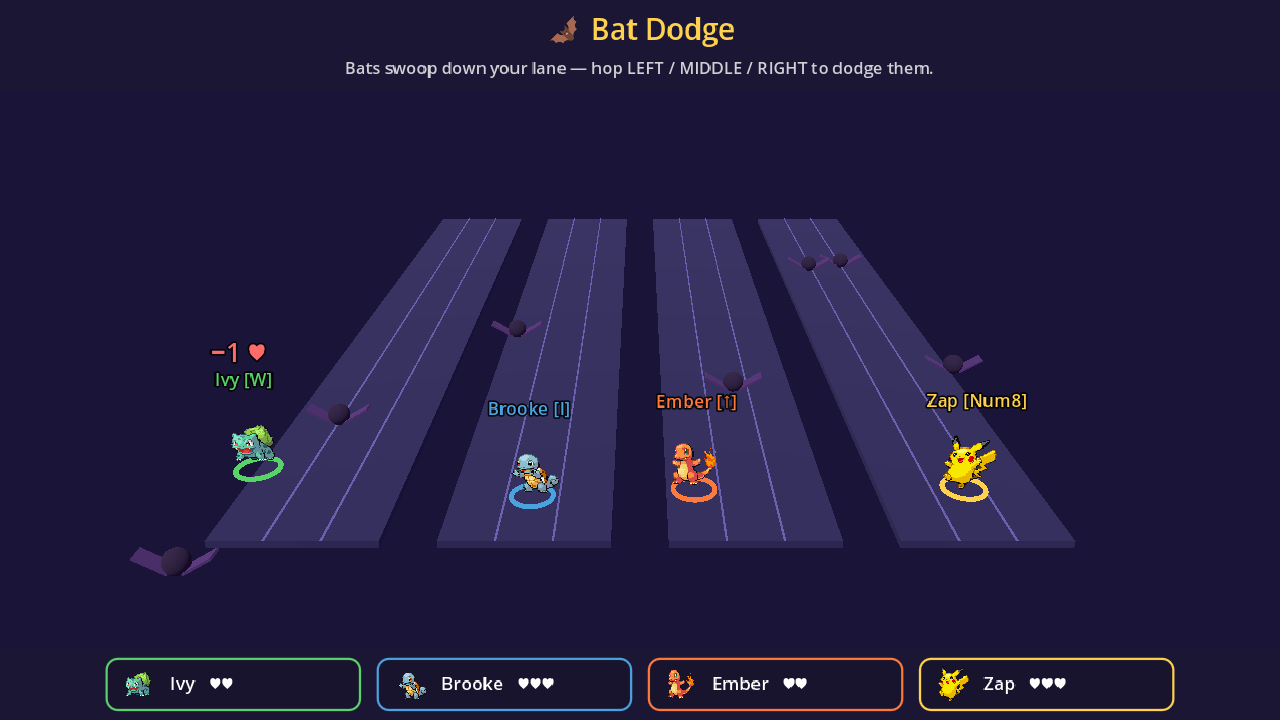 Bat Dodge
Bats swoop down your lane — hop LEFT / MIDDLE / RIGHT to dodge them.
−1 ♥
Ivy [W]
Brooke [I]
Ember [↑]
Zap [Num8]
Ivy ♥♥
Brooke ♥♥♥
Ember ♥♥
Zap ♥♥♥